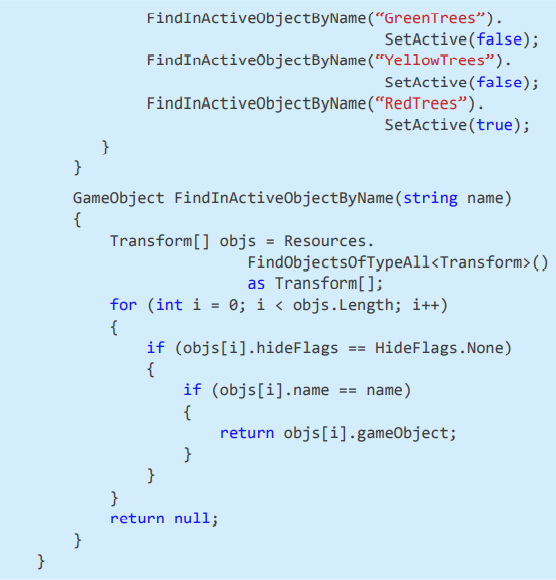 FindInActiveObjectByName(“GreenTrees”).
SetActive(false);
FindInActiveObjectByName(“YellowTrees”).
SetActive(false);
FindInActiveObjectByName(“RedTrees”).
SetActive(true);
}
}
GameObject FindInActiveObjectByName(string name)
{
Transform[] objs = Resources.
FindObjectsOfTypeAll<Transform>()
as Transform[];
for (int i = 0; i < objs.Length; i++)
{
if (objs[i].hideFlags == HideFlags.None)
{
if (objs[i].name == name)
{
return objs[i].gameObject;
}
}
}
return null;
}
}